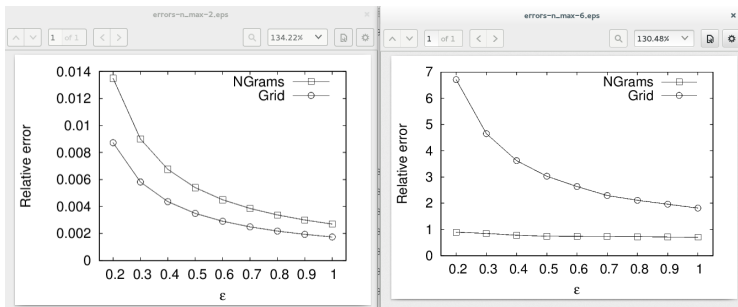 errors-n_max-2.eps
1 of 1
134.22%
NGrams
Grid
0.014
0.012
0.01
0.008
0.006
0.004
0.002
0
Relative error
0.2 0.3 0.4 0.5 0.6 0.7 0.8 0.9 1
ε
errors-n_max-6.eps
1 of 1
130.48%
NGrams
Grid
7
6
5
4
3
2
1
0
Relative error
0.2 0.3 0.4 0.5 0.6 0.7 0.8 0.9 1
ε